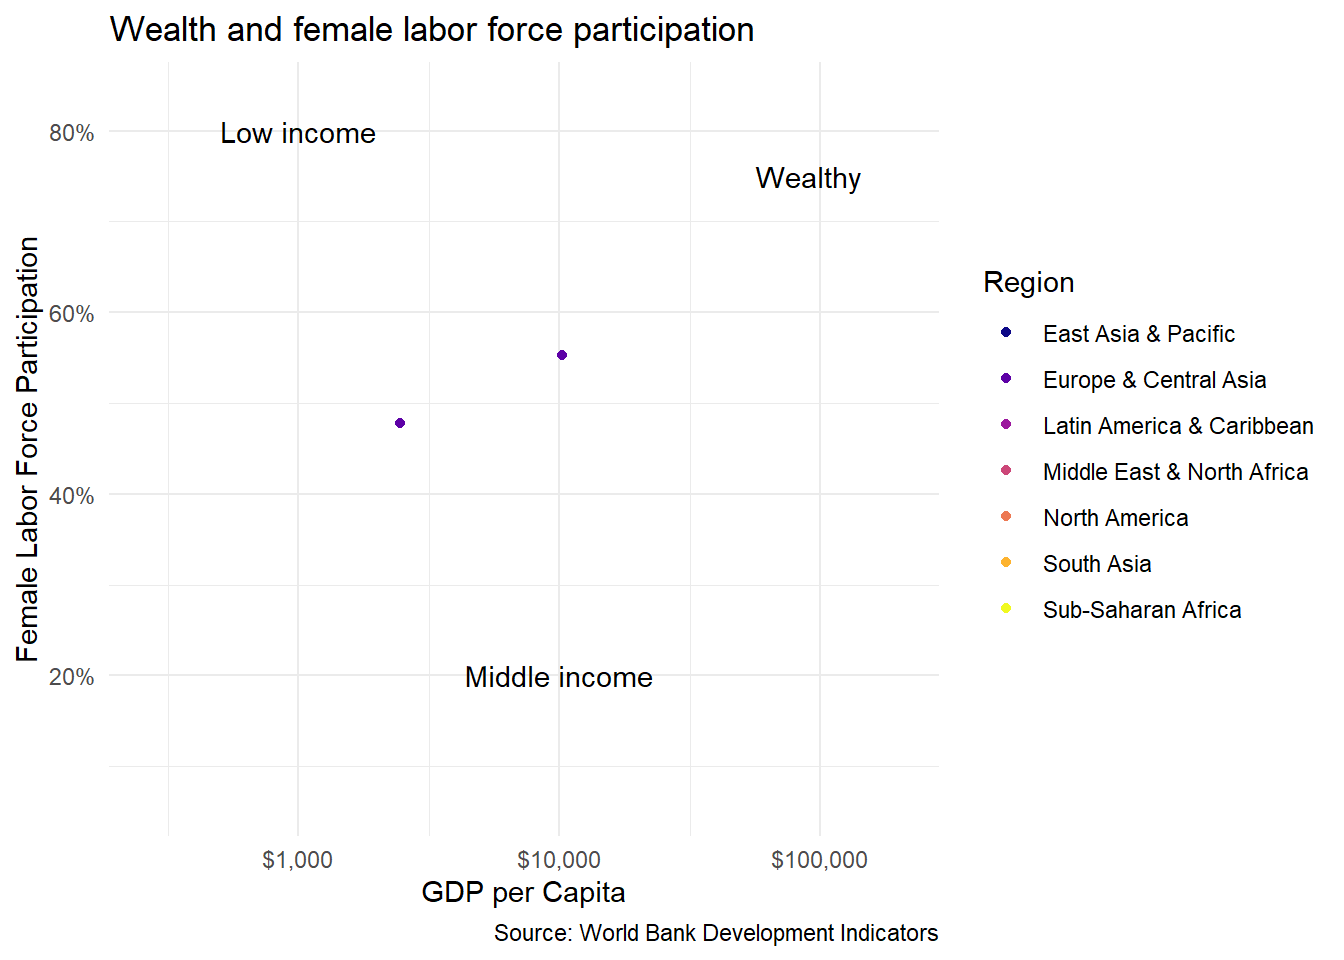 Wealth and female labor force participation
Low income
Wealthy
Middle income
80%
60%
40%
20%
Female Labor Force Participation
$1,000
$10,000
$100,000
GDP per Capita
Region
East Asia & Pacific
Europe & Central Asia
Latin America & Caribbean
Middle East & North Africa
North America
South Asia
Sub-Saharan Africa
Source: World Bank Development Indicators